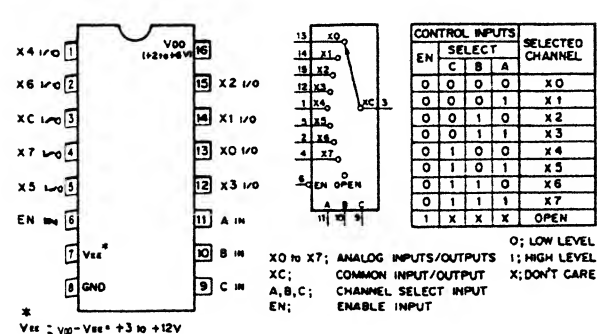 X4 I/O 1
X6 I/O 2
XC I/O 3
X7 I/O 4
X5 I/O 5
EN IN 6
7 VEE*
8 GND
VDD 16
(+2 to +6V)
15 X2 I/O
14 X1 I/O
13 X0 I/O
12 X3 I/O
11 A IN
10 B IN
9 C IN
*
VEE : VDD-VEE= +3 to +12V
13 X0
14 X1
15 X2
12 X3
1 X4
5 X5
2 X6
4 X7
XC 3
6 EN OPEN
A B C
11 10 9
CONTROL INPUTS SELECTED CHANNEL
EN SELECT
C B A
0 0 0 0 X0
0 0 0 1 X1
0 0 1 0 X2
0 0 1 1 X3
0 1 0 0 X4
0 1 0 1 X5
0 1 1 0 X6
0 1 1 1 X7
1 X X X OPEN
0; LOW LEVEL
1; HIGH LEVEL
X; DON'T CARE
X0 to X7; ANALOG INPUTS/OUTPUTS
XC; COMMON INPUT/OUTPUT
A,B,C; CHANNEL SELECT INPUT
EN; ENABLE INPUT